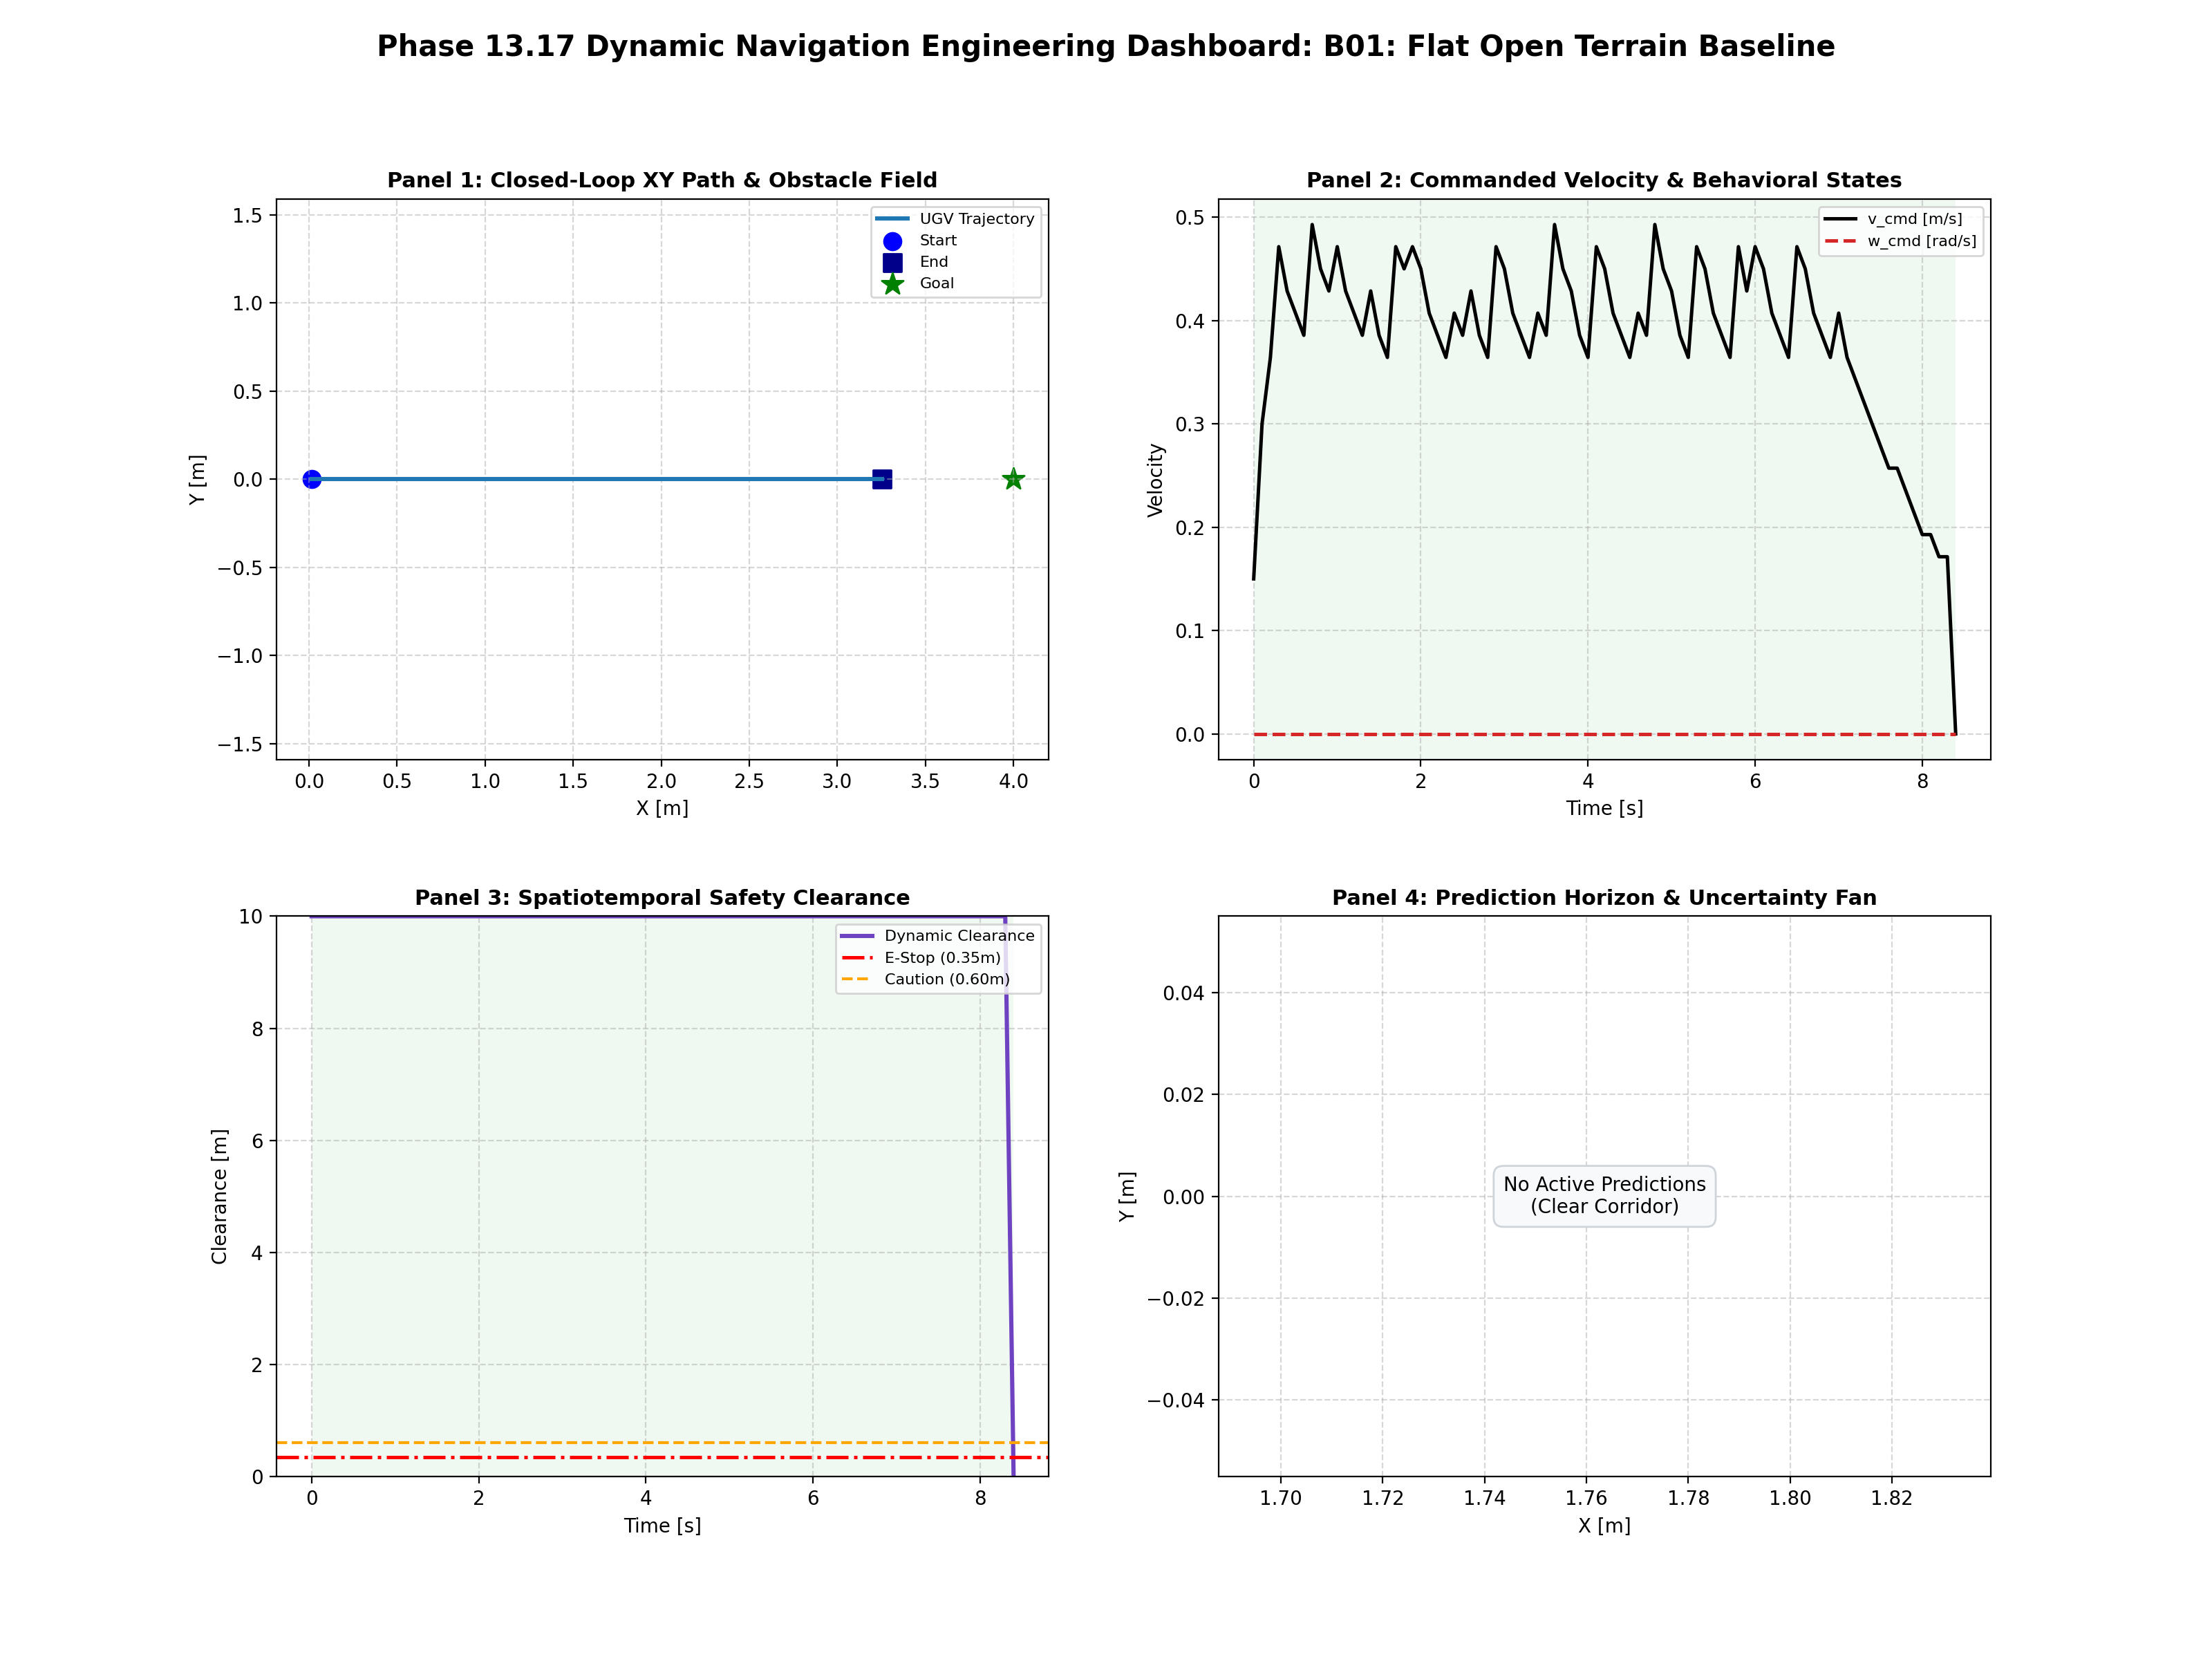 Phase 13.17 Dynamic Navigation Engineering Dashboard: B01: Flat Open Terrain Baseline
Panel 1: Closed-Loop XY Path & Obstacle Field
UGV Trajectory
Start
End
Goal
1.5
1.0
0.5
0.0
−0.5
−1.0
−1.5
Y [m]
0.0 0.5 1.0 1.5 2.0 2.5 3.0 3.5 4.0
X [m]
Panel 2: Commanded Velocity & Behavioral States
v_cmd [m/s]
w_cmd [rad/s]
0.5
0.4
0.3
0.2
0.1
0.0
Velocity
0 2 4 6 8
Time [s]
Panel 3: Spatiotemporal Safety Clearance
Dynamic Clearance
E-Stop (0.35m)
Caution (0.60m)
10
8
6
4
2
0
Clearance [m]
0 2 4 6 8
Time [s]
Panel 4: Prediction Horizon & Uncertainty Fan
No Active Predictions
(Clear Corridor)
0.04
0.02
0.00
−0.02
−0.04
Y [m]
1.70 1.72 1.74 1.76 1.78 1.80 1.82
X [m]